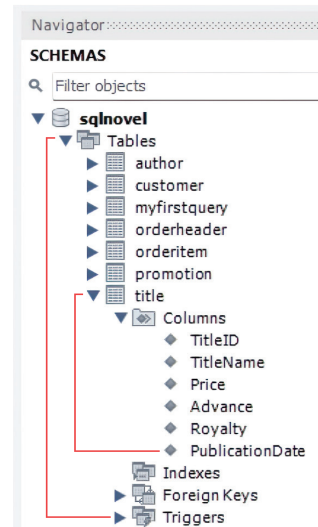 Navigator
SCHEMAS
Filter objects
sqlnovel
Tables
author
customer
myfirstquery
orderheader
orderitem
promotion
title
Columns
TitleID
TitleName
Price
Advance
Royalty
PublicationDate
Indexes
Foreign Keys
Triggers